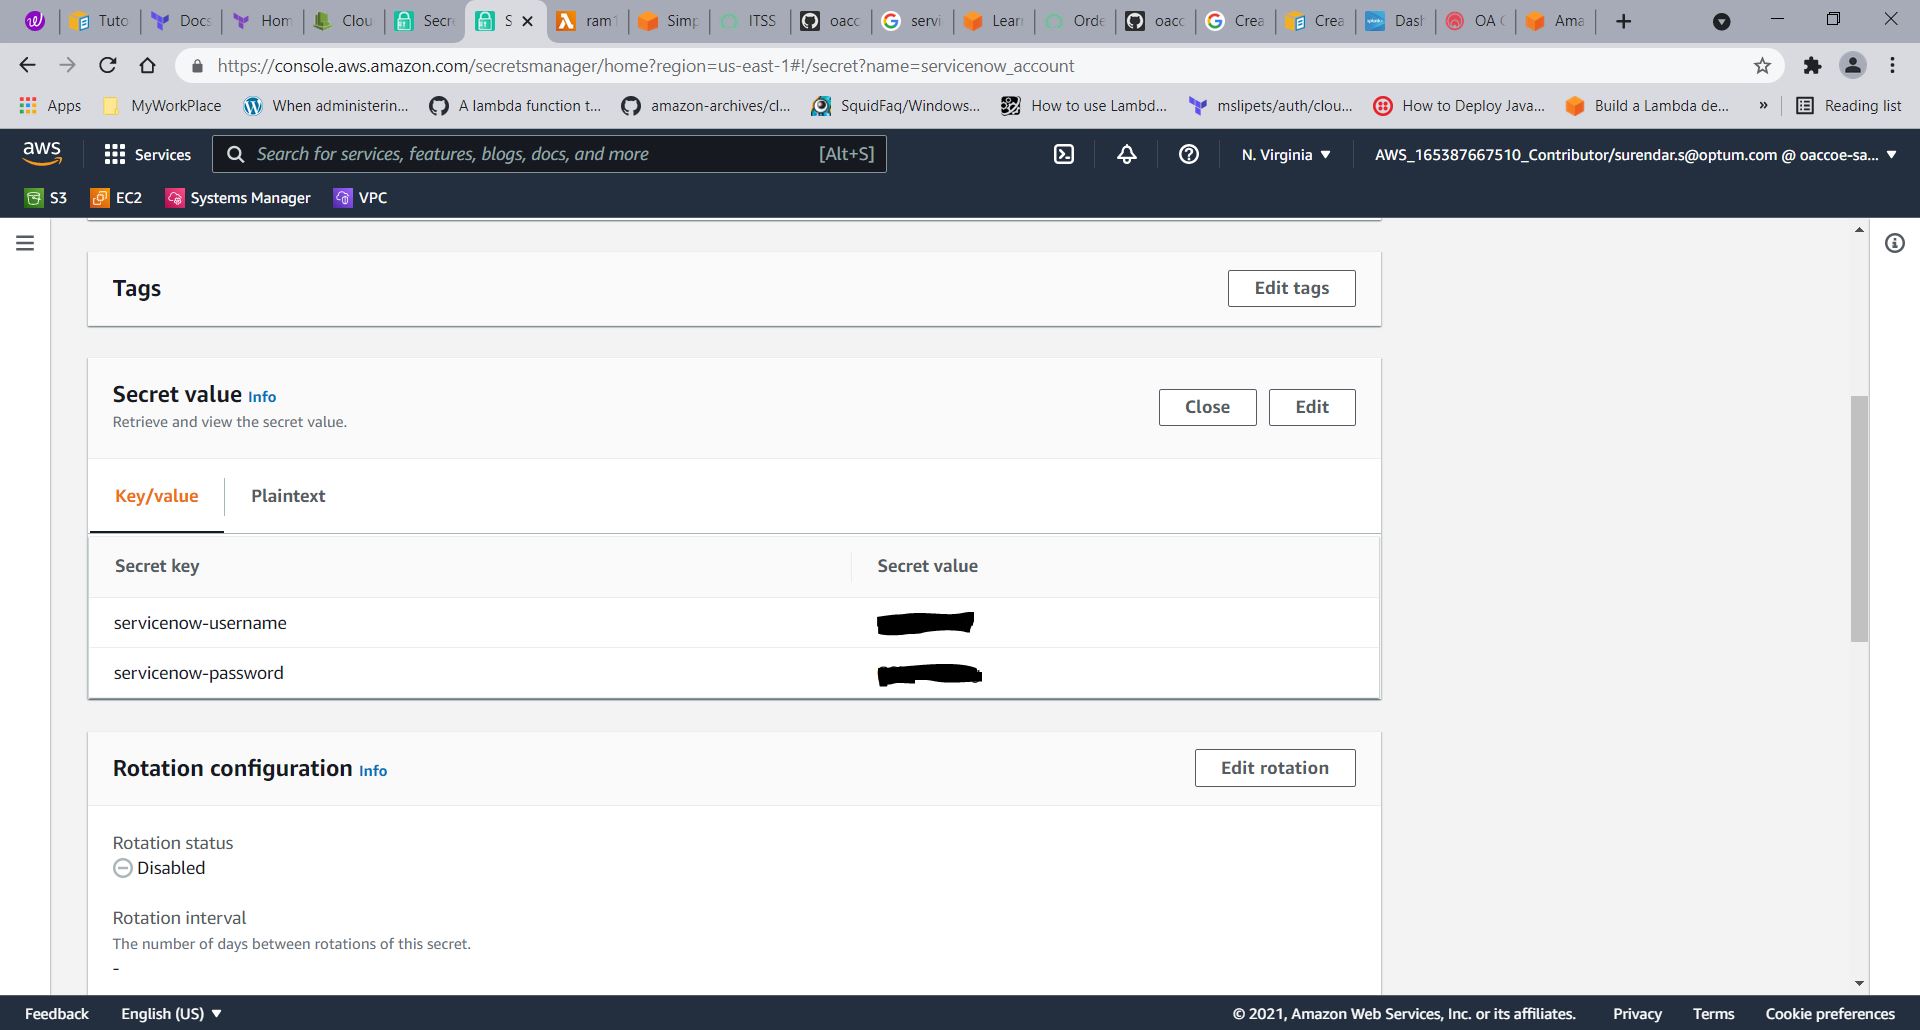 Tuto
Docs
Hom
Clou
Secre
S
ram1
Simp
ITSS
oacc
servi
Lear
Orde
oacc
Crea
Crea
Dash
OA C
Ama
https://console.aws.amazon.com/secretsmanager/home?region=us-east-1#!/secret?name=servicenow_account
Apps
MyWorkPlace
When administerin...
A lambda function t...
amazon-archives/cl...
SquidFaq/Windows...
How to use Lambd...
mslipets/auth/clou...
How to Deploy Java...
Build a Lambda de...
»
Reading list
aws
Services
Search for services, features, blogs, docs, and more
[Alt+S]
N. Virginia
AWS_165387667510_Contributor/surendar.s@optum.com @ oaccoe-sa...
S3
EC2
Systems Manager
VPC
Tags
Edit tags
Secret value Info
Retrieve and view the secret value.
Close
Edit
Key/value
Plaintext
Secret key
Secret value
servicenow-username
servicenow-password
Rotation configuration Info
Edit rotation
Rotation status
Disabled
Rotation interval
The number of days between rotations of this secret.
-
Feedback
English (US)
© 2021, Amazon Web Services, Inc. or its affiliates.
Privacy
Terms
Cookie preferences